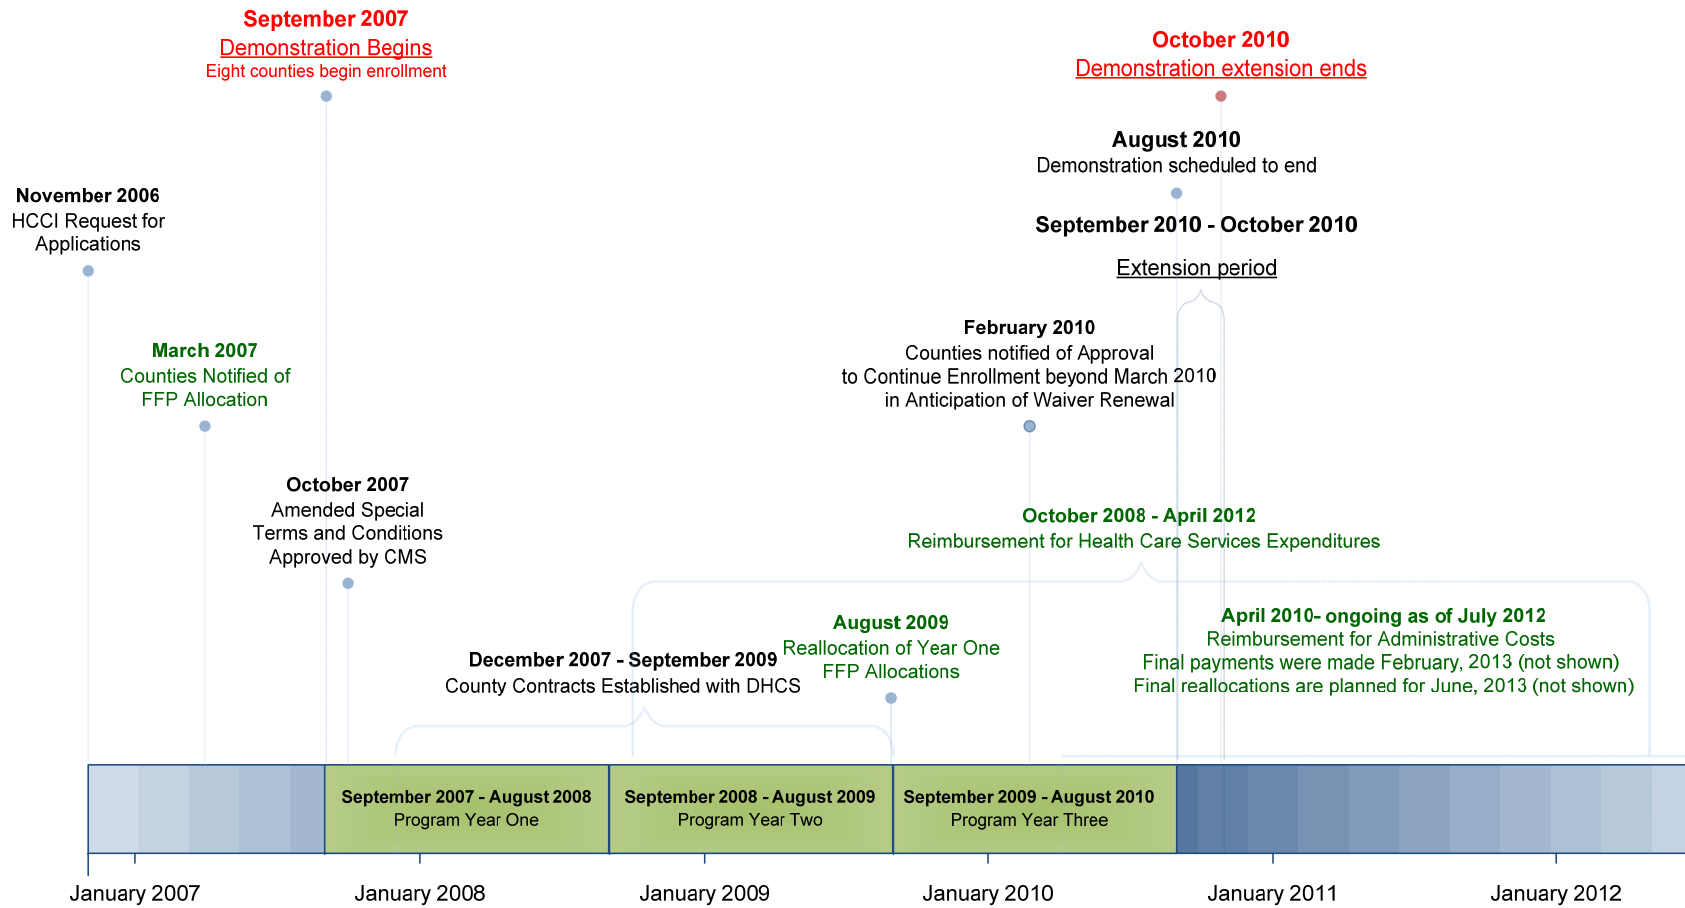 September 2007
Demonstration Begins
Eight counties begin enrollment
October 2010
Demonstration extension ends
August 2010
Demonstration scheduled to end
November 2006
HCCI Request for
Applications
September 2010 - October 2010
Extension period
February 2010
Counties notified of Approval
to Continue Enrollment beyond March 2010
in Anticipation of Waiver Renewal
March 2007
Counties Notified of
FFP Allocation
October 2007
Amended Special
Terms and Conditions
Approved by CMS
October 2008 - April 2012
Reimbursement for Health Care Services Expenditures
August 2009
Reallocation of Year One
FFP Allocations
April 2010- ongoing as of July 2012
Reimbursement for Administrative Costs
Final payments were made February, 2013 (not shown)
Final reallocations are planned for June, 2013 (not shown)
December 2007 - September 2009
County Contracts Established with DHCS
September 2007 - August 2008
Program Year One
September 2008 - August 2009
Program Year Two
September 2009 - August 2010
Program Year Three
January 2007
January 2008
January 2009
January 2010
January 2011
January 2012